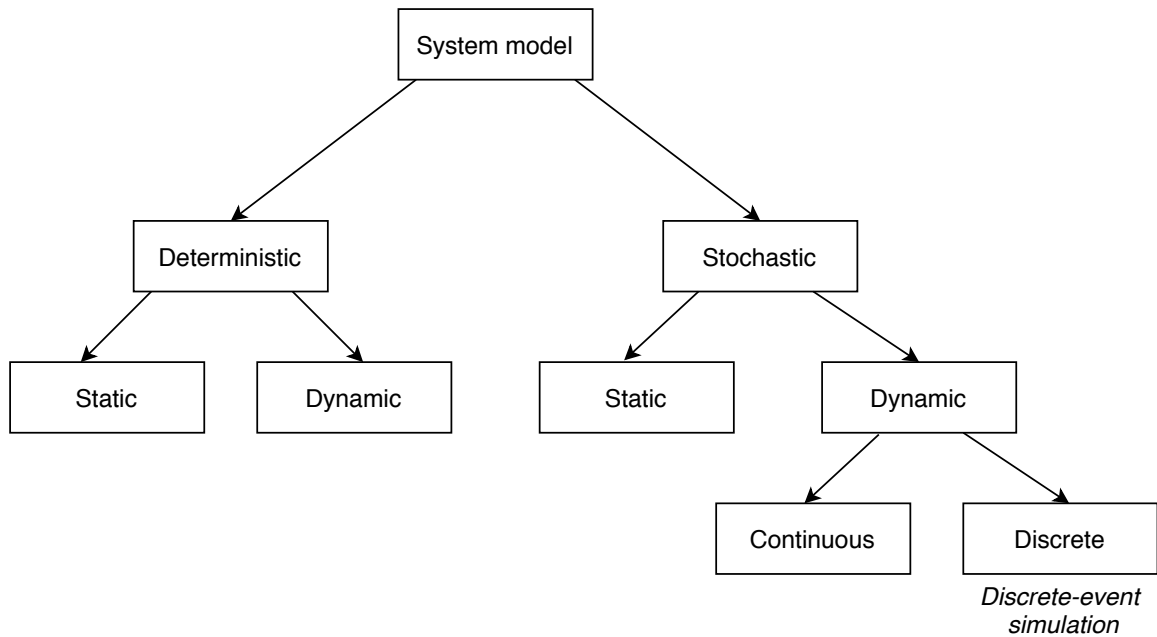 System model
Deterministic
Stochastic
Static
Dynamic
Static
Dynamic
Continuous
Discrete
Discrete-event
simulation